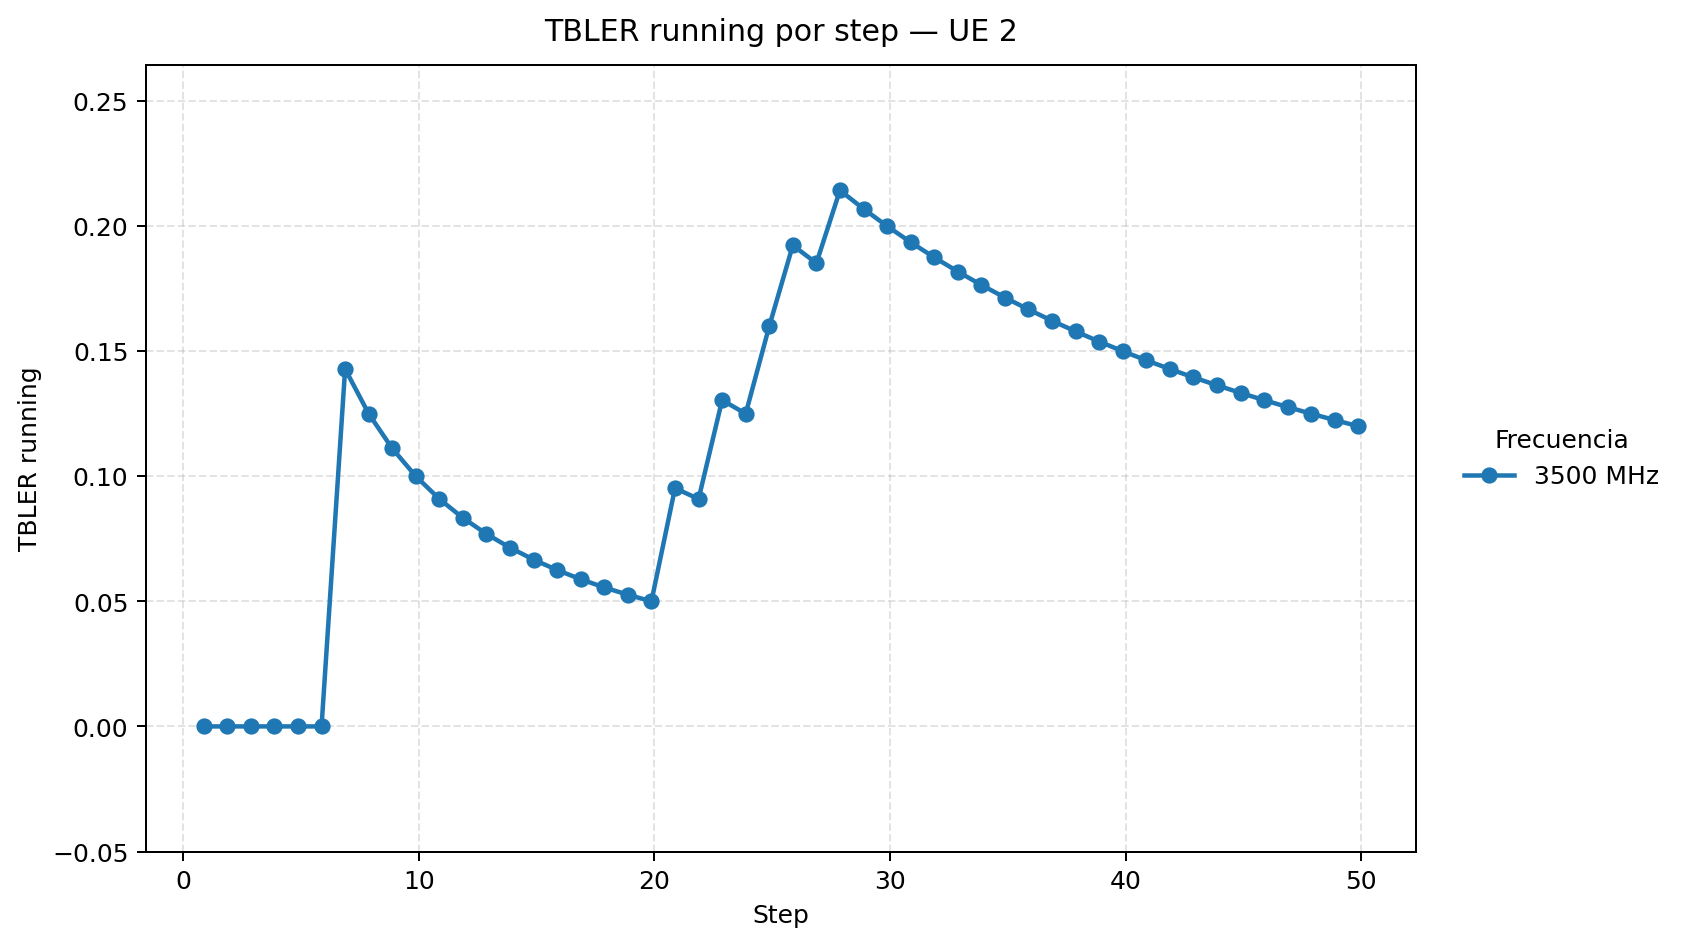 TBLER running por step — UE 2
TBLER running
0.25
0.20
0.15
0.10
0.05
0.00
−0.05
0 10 20 30 40 50
Step
Frecuencia
3500 MHz